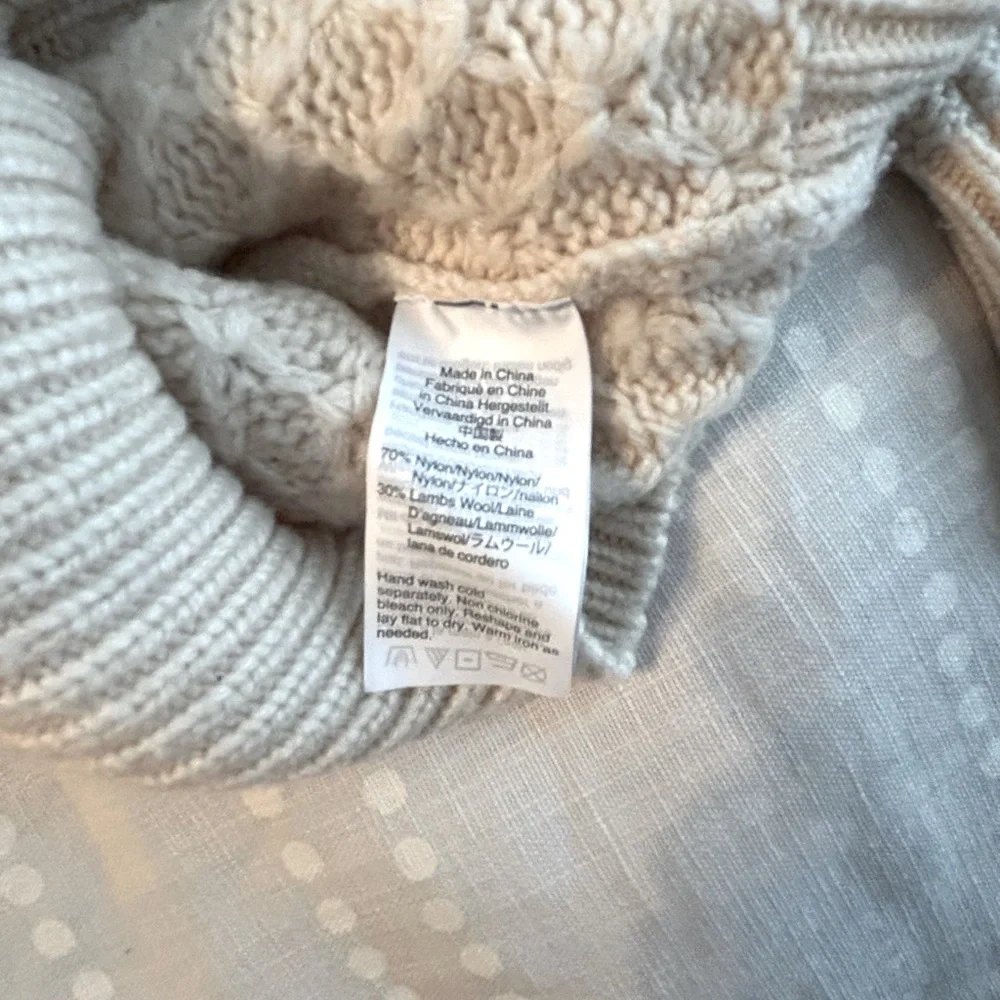 Made in China
Fabriqué en Chine
in China Hergestellt
Vervaardigd in China
中国製
Hecho en China
70% Nylon/Nylon/Nylon/
Nylon/ナイロン/nailon
30% Lambs Wool/Laine
D'agneau/Lammwolle/
Lamswol/ラムウール/
lana de cordero
Hand wash cold
separately. Non chlorine
bleach only. Reshape and
lay flat to dry. Warm iron as
needed.